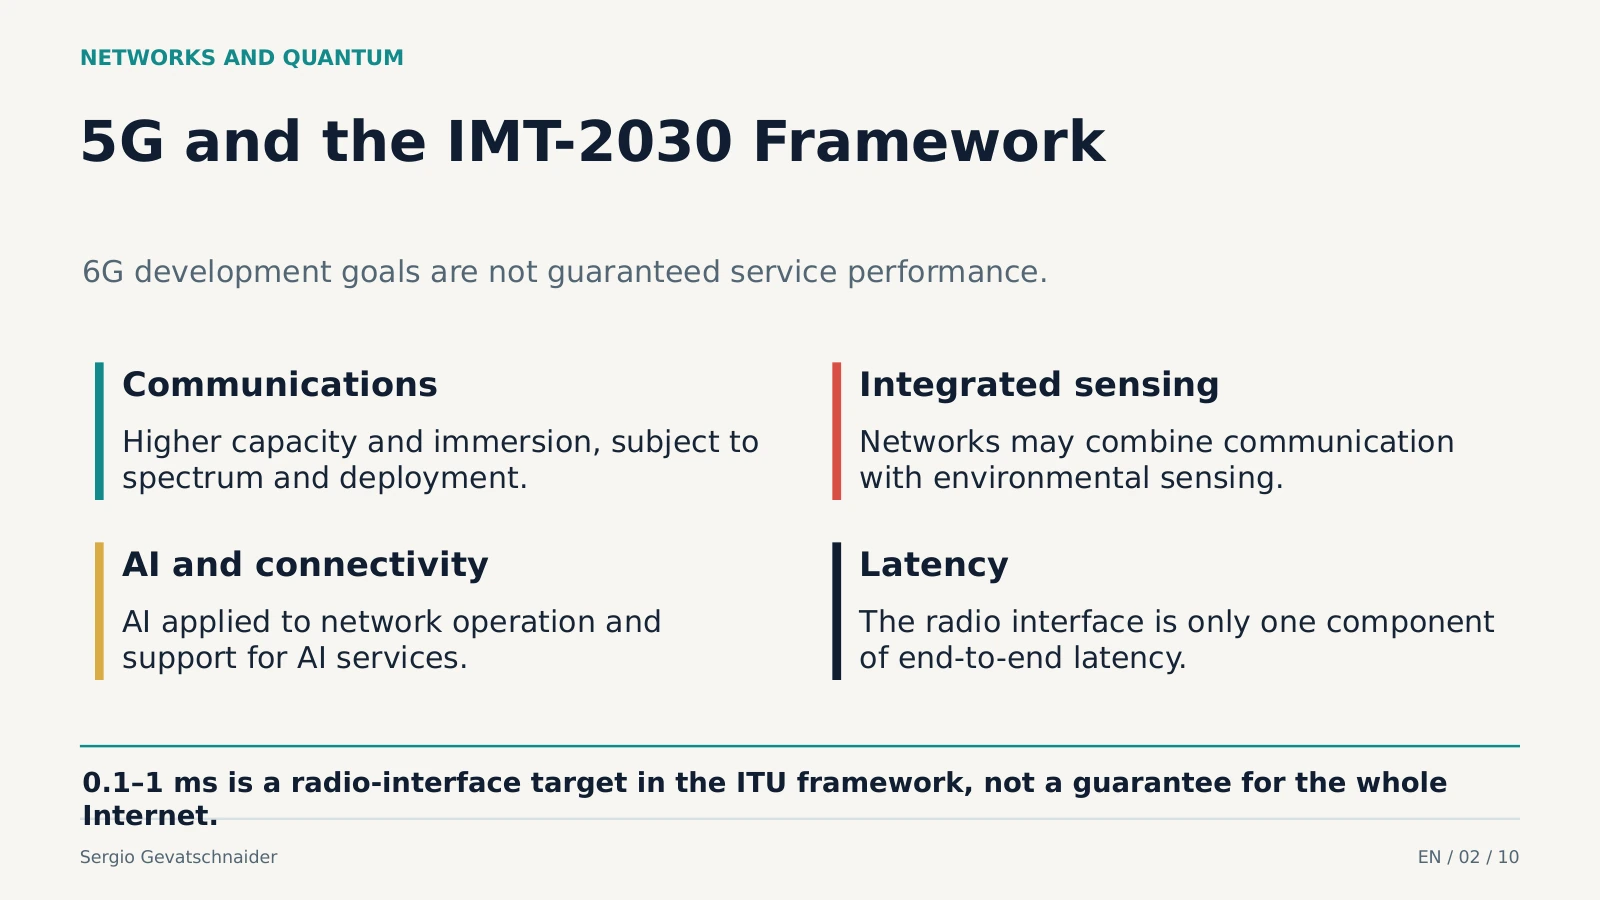 NETWORKS AND QUANTUM
5G and the IMT-2030 Framework
6G development goals are not guaranteed service performance.
Communications
Higher capacity and immersion, subject to
spectrum and deployment.
Integrated sensing
Networks may combine communication
with environmental sensing.
AI and connectivity
AI applied to network operation and
support for AI services.
Latency
The radio interface is only one component
of end-to-end latency.
0.1–1 ms is a radio-interface target in the ITU framework, not a guarantee for the whole
Internet.
Sergio Gevatschnaider
EN / 02 / 10